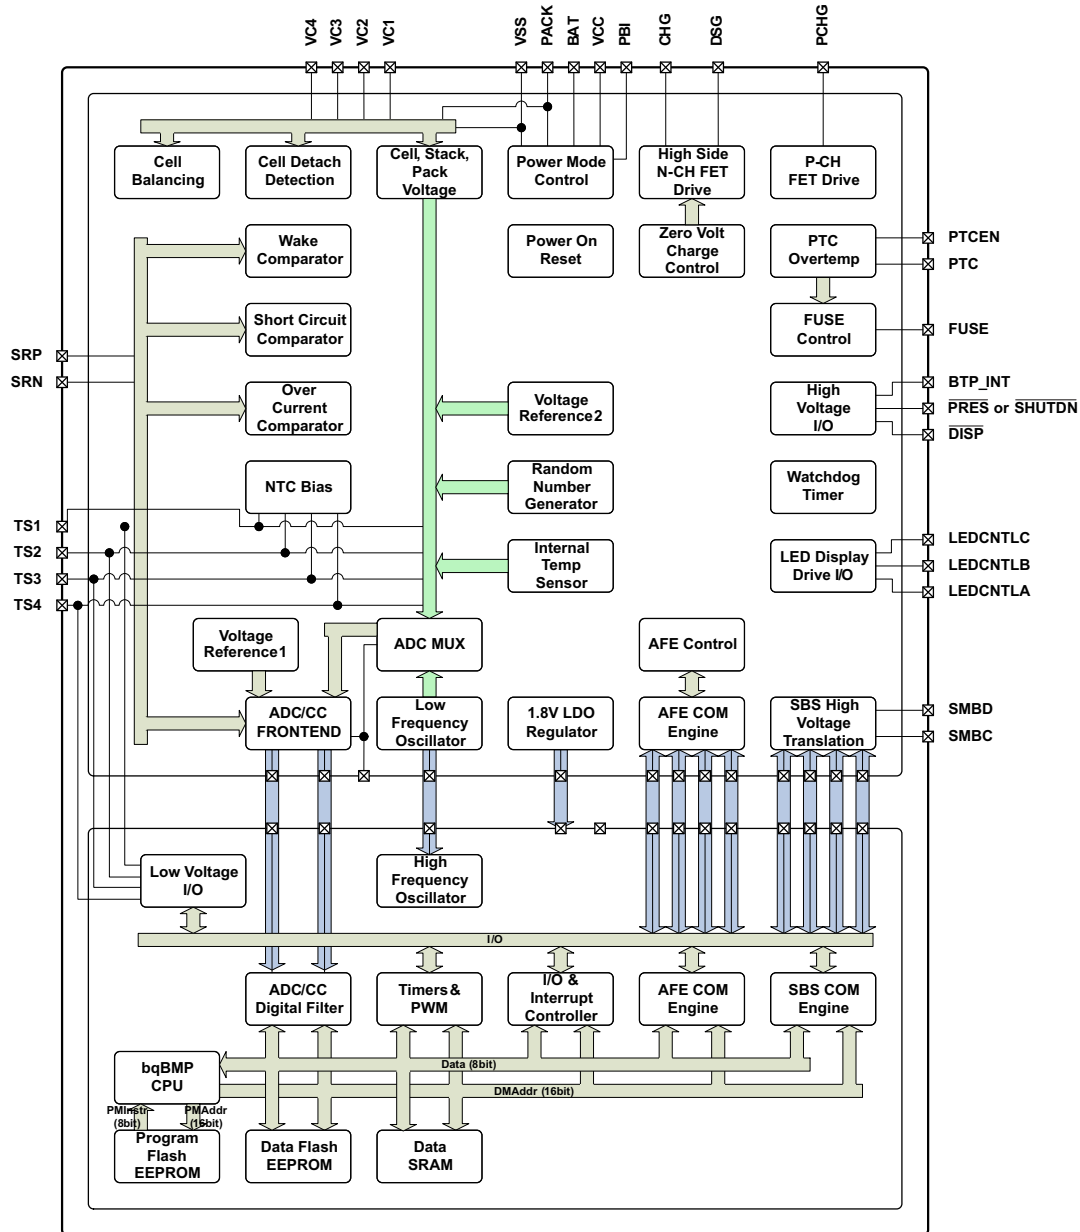 VC4
VC3
VC2
VC1
VSS
PACK
BAT
VCC
PBI
CHG
DSG
PCHG
Cell
Balancing
Cell Detach
Detection
Cell, Stack,
Pack
Voltage
Power Mode
Control
High Side
N-CH FET
Drive
P-CH
FET Drive
Wake
Comparator
Power On
Reset
Zero Volt
Charge
Control
PTC
Overtemp
PTCEN
PTC
Short Circuit
Comparator
FUSE
Control
FUSE
SRP
SRN
Over
Current
Comparator
Voltage
Reference2
High
Voltage
I/O
BTP_INT
PRES or SHUTDN
DISP
NTC Bias
Random
Number
Generator
Watchdog
Timer
TS1
TS2
TS3
TS4
Internal
Temp
Sensor
LED Display
Drive I/O
LEDCNTLC
LEDCNTLB
LEDCNTLA
Voltage
Reference1
ADC MUX
AFE Control
ADC/CC
FRONTEND
Low
Frequency
Oscillator
1.8V LDO
Regulator
AFE COM
Engine
SBS High
Voltage
Translation
SMBD
SMBC
Low Voltage
I/O
High
Frequency
Oscillator
I/O
ADC/CC
Digital Filter
Timers &
PWM
I/O &
Interrupt
Controller
AFE COM
Engine
SBS COM
Engine
bqBMP
CPU
Data (8bit)
DMAddr (16bit)
PMInstr
(8bit)
PMAddr
(16bit)
Program
Flash
EEPROM
Data Flash
EEPROM
Data
SRAM